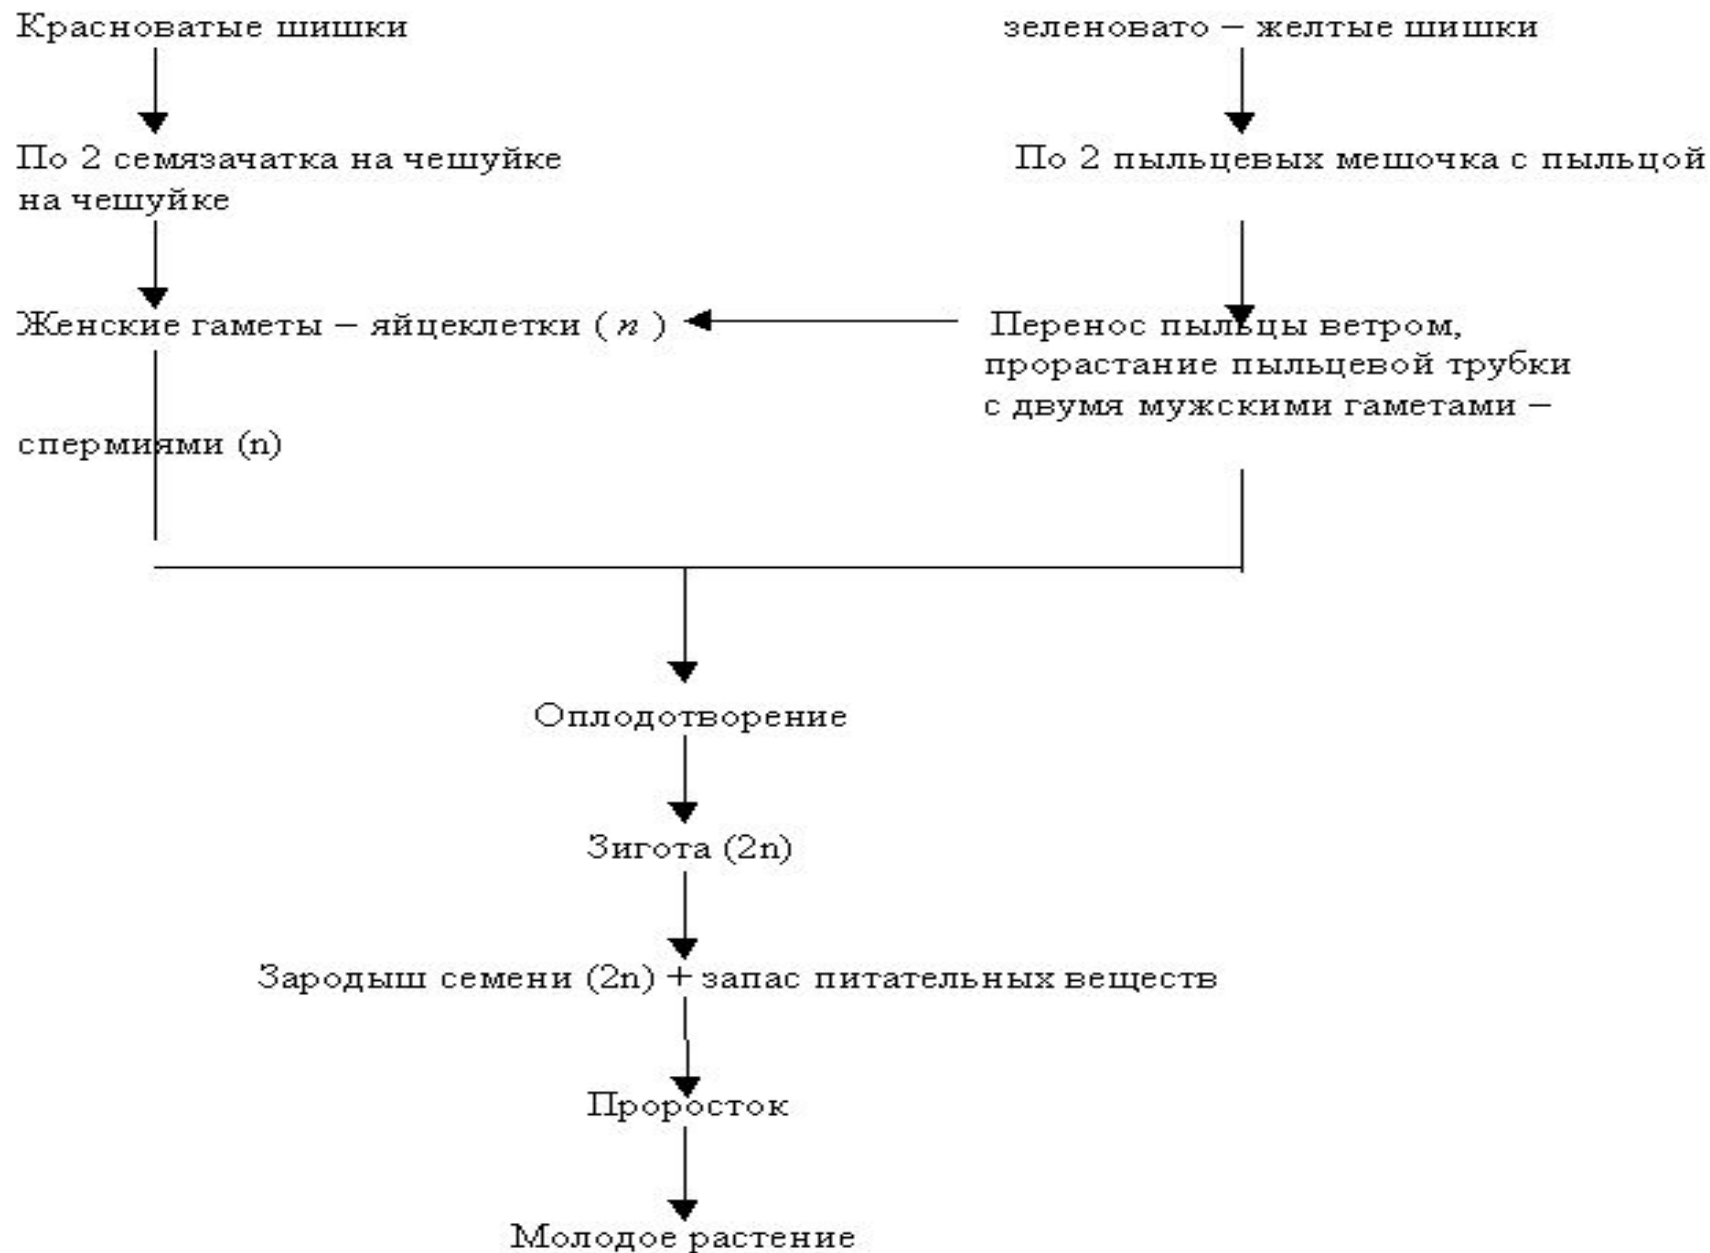 Красноватые шишки
зеленовато – желтые шишки
По 2 семязачатка на чешуйке
на чешуйке
По 2 пыльцевых мешочка с пыльцой
Женские гаметы – яйцеклетки ( n )
Перенос пыльцы ветром,
прорастание пыльцевой трубки
с двумя мужскими гаметами –
спермиями (n)
Оплодотворение
Зигота (2n)
Зародыш семени (2n) + запас питательных веществ
Проросток
Молодое растение